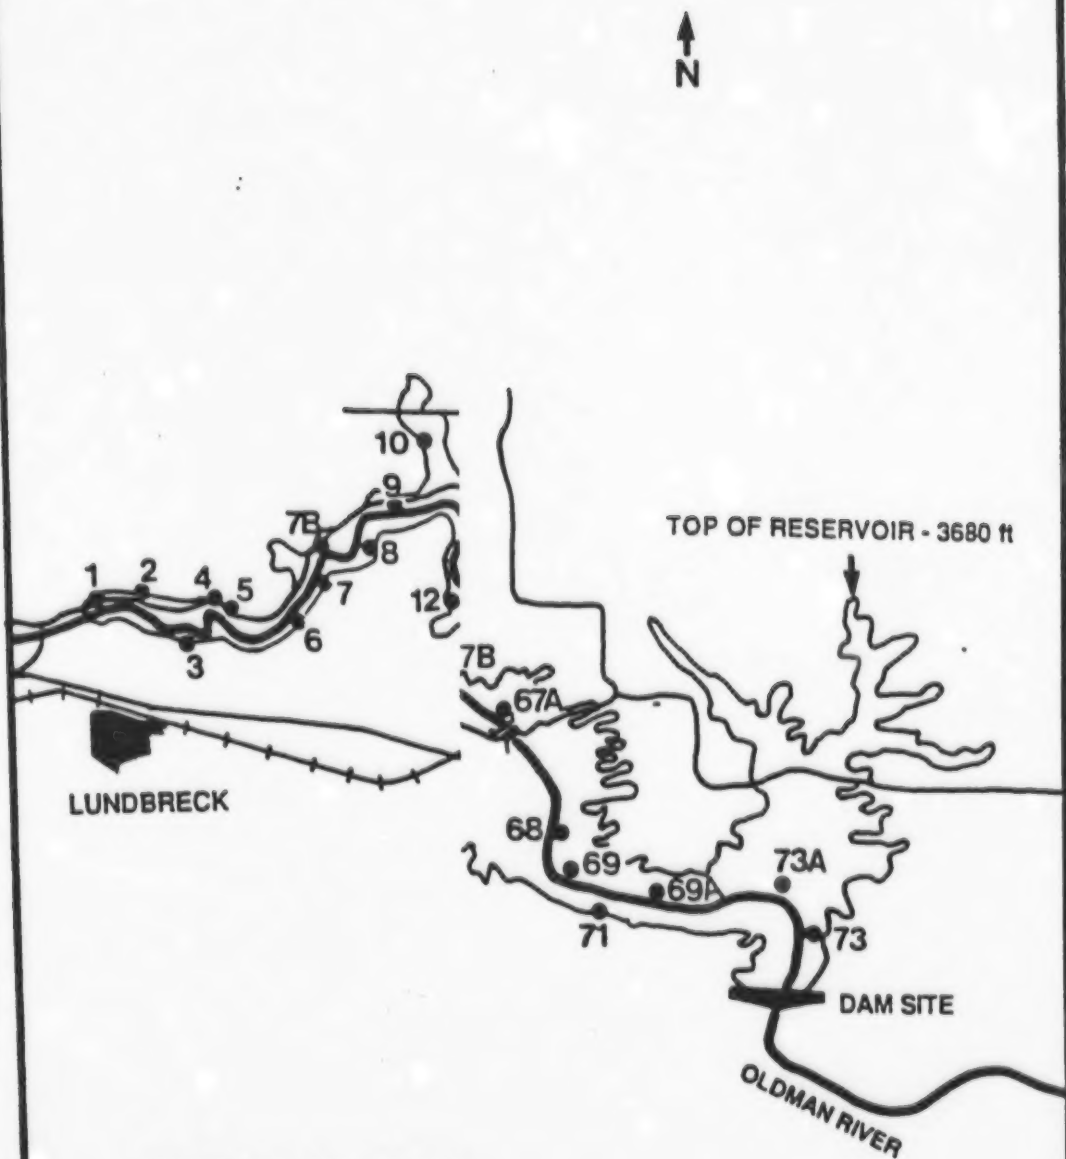 N
10
9
7B
8
TOP OF RESERVOIR - 3680 ft
1
2
4
5
7
12
6
3
7B
67A
LUNDBRECK
68
69
73A
69A
71
73
DAM SITE
OLDMAN RIVER